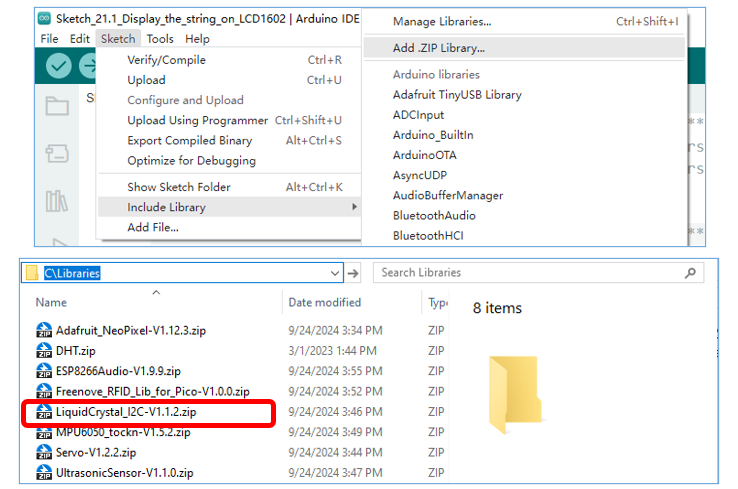 Sketch_21.1_Display_the_string_on_LCD1602 | Arduino IDE
File Edit Sketch Tools Help
Verify/Compile Ctrl+R
Upload Ctrl+U
Configure and Upload
Upload Using Programmer Ctrl+Shift+U
Export Compiled Binary Alt+Ctrl+S
Optimize for Debugging
Show Sketch Folder Alt+Ctrl+K
Include Library
Add File...
Manage Libraries... Ctrl+Shift+I
Add .ZIP Library...
Arduino libraries
Adafruit TinyUSB Library
ADCInput
Arduino_BuiltIn
ArduinoOTA
AsyncUDP
AudioBufferManager
BluetoothAudio
BluetoothHCI
**
rs
rs
**
C\Libraries
Search Libraries
Name Date modified Type
8 items
Adafruit_NeoPixel-V1.12.3.zip 9/24/2024 3:34 PM ZIP
DHT.zip 3/1/2023 1:44 PM ZIP
ESP8266Audio-V1.9.9.zip 9/24/2024 3:55 PM ZIP
Freenove_RFID_Lib_for_Pico-V1.0.0.zip 9/24/2024 3:52 PM ZIP
LiquidCrystal_I2C-V1.1.2.zip 9/24/2024 3:46 PM ZIP
MPU6050_tockn-V1.5.2.zip 9/24/2024 3:49 PM ZIP
Servo-V1.2.2.zip 9/24/2024 3:44 PM ZIP
UltrasonicSensor-V1.1.0.zip 9/24/2024 3:47 PM ZIP